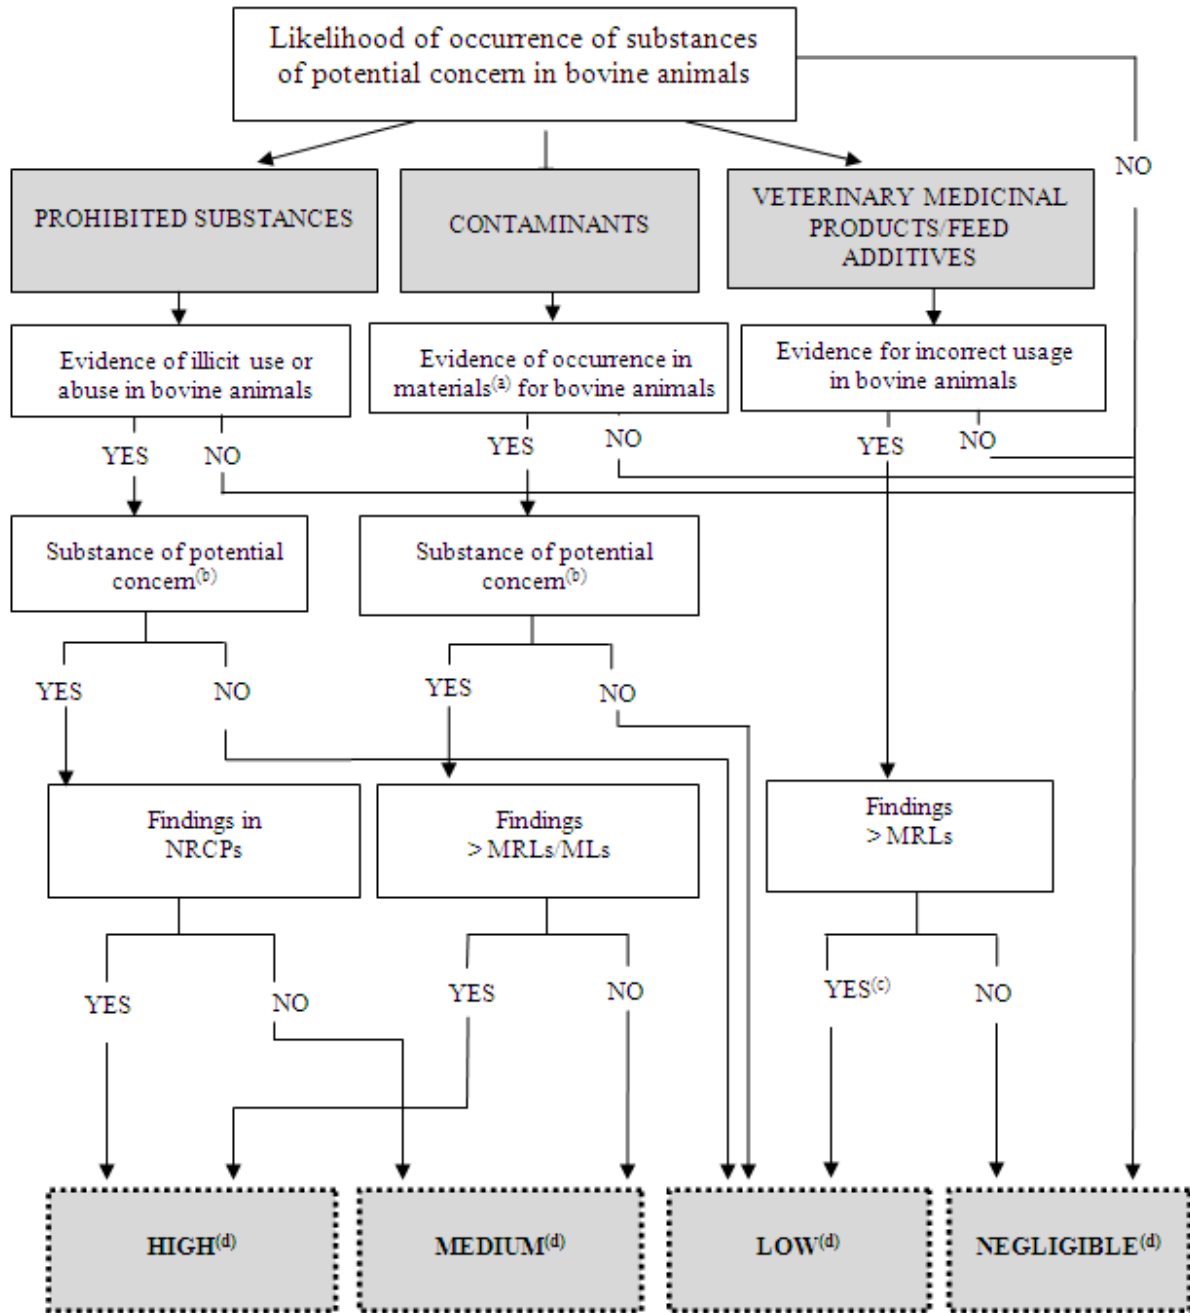 Likelihood of occurrence of substances
of potential concern in bovine animals
NO
PROHIBITED SUBSTANCES
CONTAMINANTS
VETERINARY MEDICINAL
PRODUCTS/FEED
ADDITIVES
Evidence of illicit use or
abuse in bovine animals
Evidence of occurrence in
materials(a) for bovine animals
Evidence for incorrect usage
in bovine animals
YES
NO
YES
NO
YES
NO
Substance of potential
concern(b)
Substance of potential
concern(b)
YES
NO
YES
NO
Findings in
NRCPs
Findings
> MRLs/MLs
Findings
> MRLs
YES
NO
YES
NO
YES(c)
NO
HIGH(d)
MEDIUM(d)
LOW(d)
NEGLIGIBLE(d)